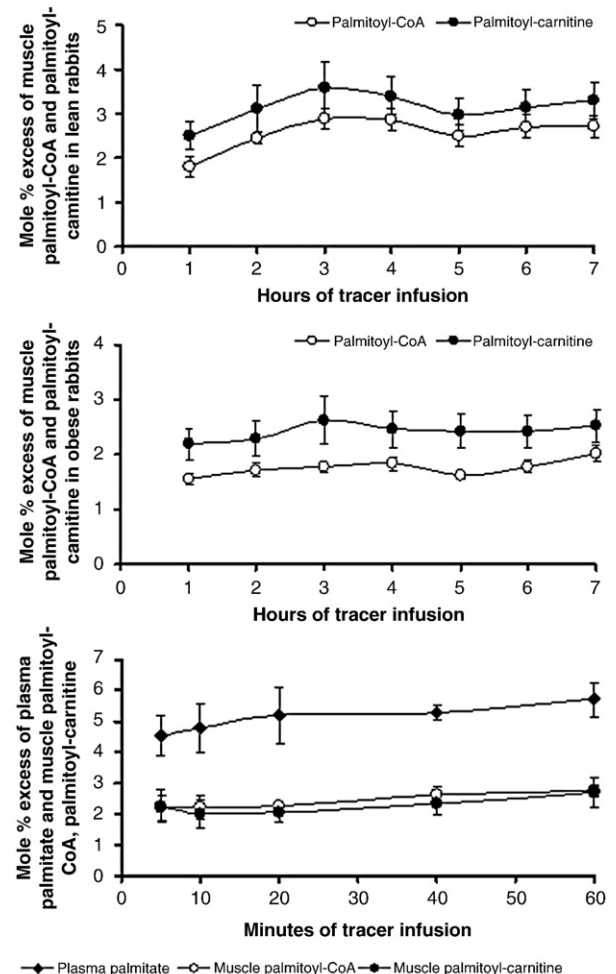 Palmitoyl-CoA Palmitoyl-carnitine
Mole % excess of muscle
palmitoyl-CoA and palmitoyl-
carnitine in lean rabbits
5
4
3
2
1
0
0 1 2 3 4 5 6 7
Hours of tracer infusion
Palmitoyl-CoA Palmitoyl-carnitine
Mole % excess of muscle
palmitoyl-CoA and palmitoyl-
carnitine in obese rabbits
4
3
2
1
0
0 1 2 3 4 5 6 7
Hours of tracer infusion
Mole % excess of plasma
palmitate and muscle palmitoyl-
CoA, palmitoyl-carnitine
7
6
5
4
3
2
1
0
0 10 20 30 40 50 60
Minutes of tracer infusion
Plasma palmitate Muscle palmitoyl-CoA Muscle palmitoyl-carnitine